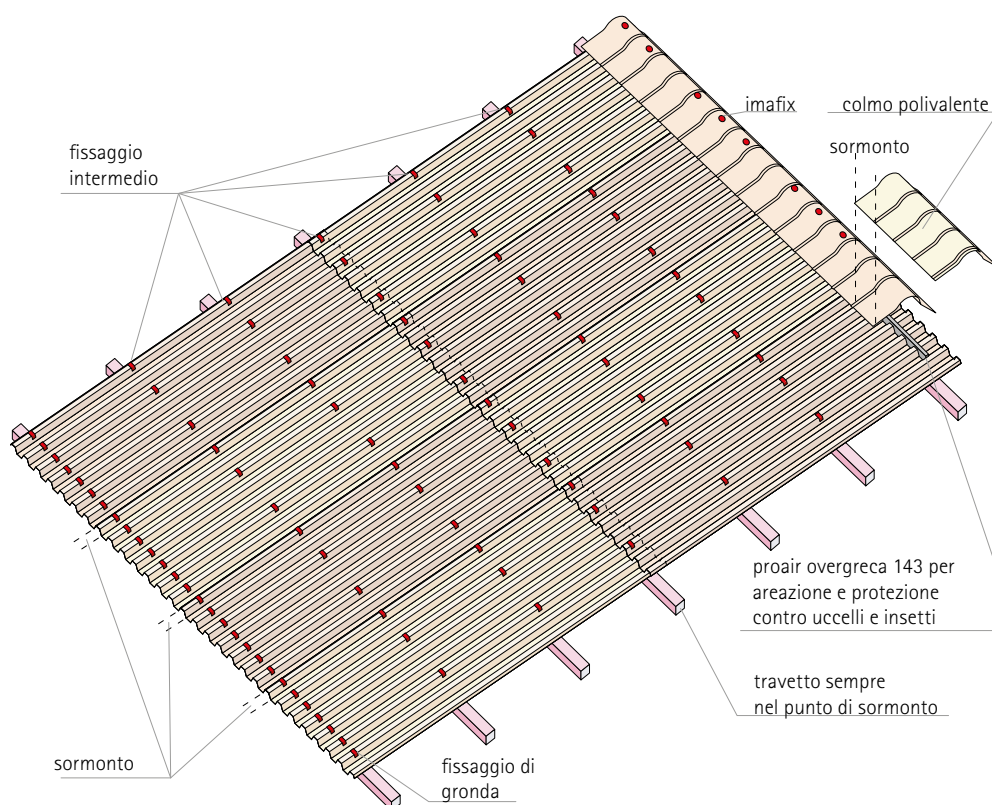 imafix
colmo polivalente
fissaggio
intermedio
sormonto
proair overgreca 143 per
areazione e protezione
contro uccelli e insetti
travetto sempre
nel punto di sormonto
sormonto
fissaggio di
gronda